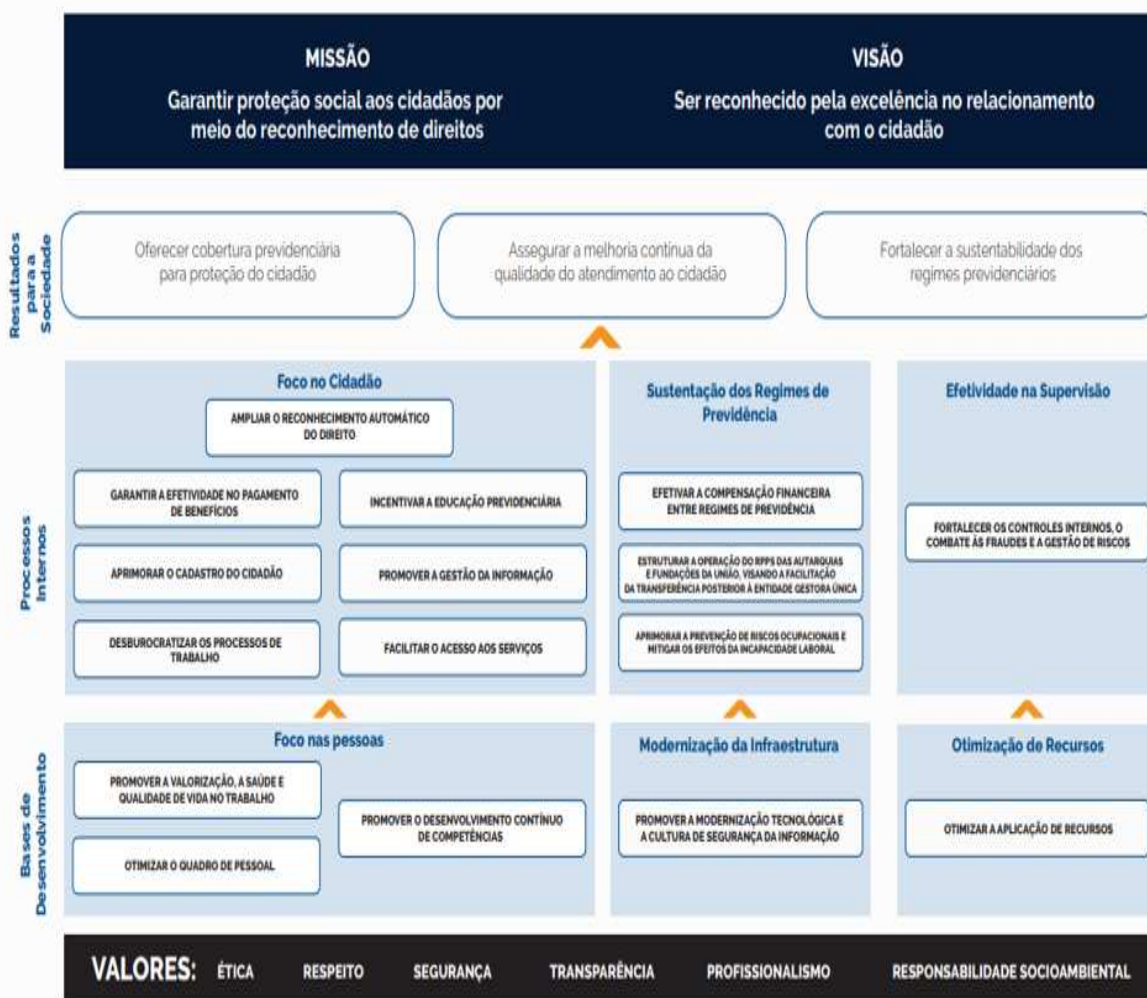 MISSÃO
Garantir proteção social aos cidadãos por
meio do reconhecimento de direitos
VISÃO
Ser reconhecido pela excelência no relacionamento
com o cidadão
Resultados
para a
Sociedade
Oferecer cobertura previdenciária
para proteção do cidadão
Assegurar a melhoria contínua da
qualidade do atendimento ao cidadão
Fortalecer a sustentabilidade dos
regimes previdenciários
Processos
Internos
Foco no Cidadão
AMPLIAR O RECONHECIMENTO AUTOMÁTICO
DO DIREITO
GARANTIR A EFETIVIDADE NO PAGAMENTO
DE BENEFÍCIOS
INCENTIVAR A EDUCAÇÃO PREVIDENCIÁRIA
APRIMORAR O CADASTRO DO CIDADÃO
PROMOVER A GESTÃO DA INFORMAÇÃO
DESBUROCRATIZAR OS PROCESSOS DE
TRABALHO
FACILITAR O ACESSO AOS SERVIÇOS
Sustentação dos Regimes de
Previdência
EFETIVAR A COMPENSAÇÃO FINANCEIRA
ENTRE REGIMES DE PREVIDÊNCIA
ESTRUTURAR A OPERAÇÃO DO RPPS DAS AUTARQUIAS
E FUNDAÇÕES DA UNIÃO, VISANDO A FACILITAÇÃO
DA TRANSFERÊNCIA POSTERIOR À ENTIDADE GESTORA ÚNICA
APRIMORAR A PREVENÇÃO DE RISCOS OCUPACIONAIS E
MITIGAR OS EFEITOS DA INCAPACIDADE LABORAL
Efetividade na Supervisão
FORTALECER OS CONTROLES INTERNOS, O
COMBATE ÀS FRAUDES E A GESTÃO DE RISCOS
Bases de
Desenvolvimento
Foco nas pessoas
PROMOVER A VALORIZAÇÃO, A SAÚDE E
QUALIDADE DE VIDA NO TRABALHO
PROMOVER O DESENVOLVIMENTO CONTÍNUO
DE COMPETÊNCIAS
OTIMIZAR O QUADRO DE PESSOAL
Modernização da Infraestrutura
PROMOVER A MODERNIZAÇÃO TECNOLÓGICA E
A CULTURA DE SEGURANÇA DA INFORMAÇÃO
Otimização de Recursos
OTIMIZAR A APLICAÇÃO DE RECURSOS
VALORES: ÉTICA RESPEITO SEGURANÇA TRANSPARÊNCIA PROFISSIONALISMO RESPONSABILIDADE SOCIOAMBIENTAL